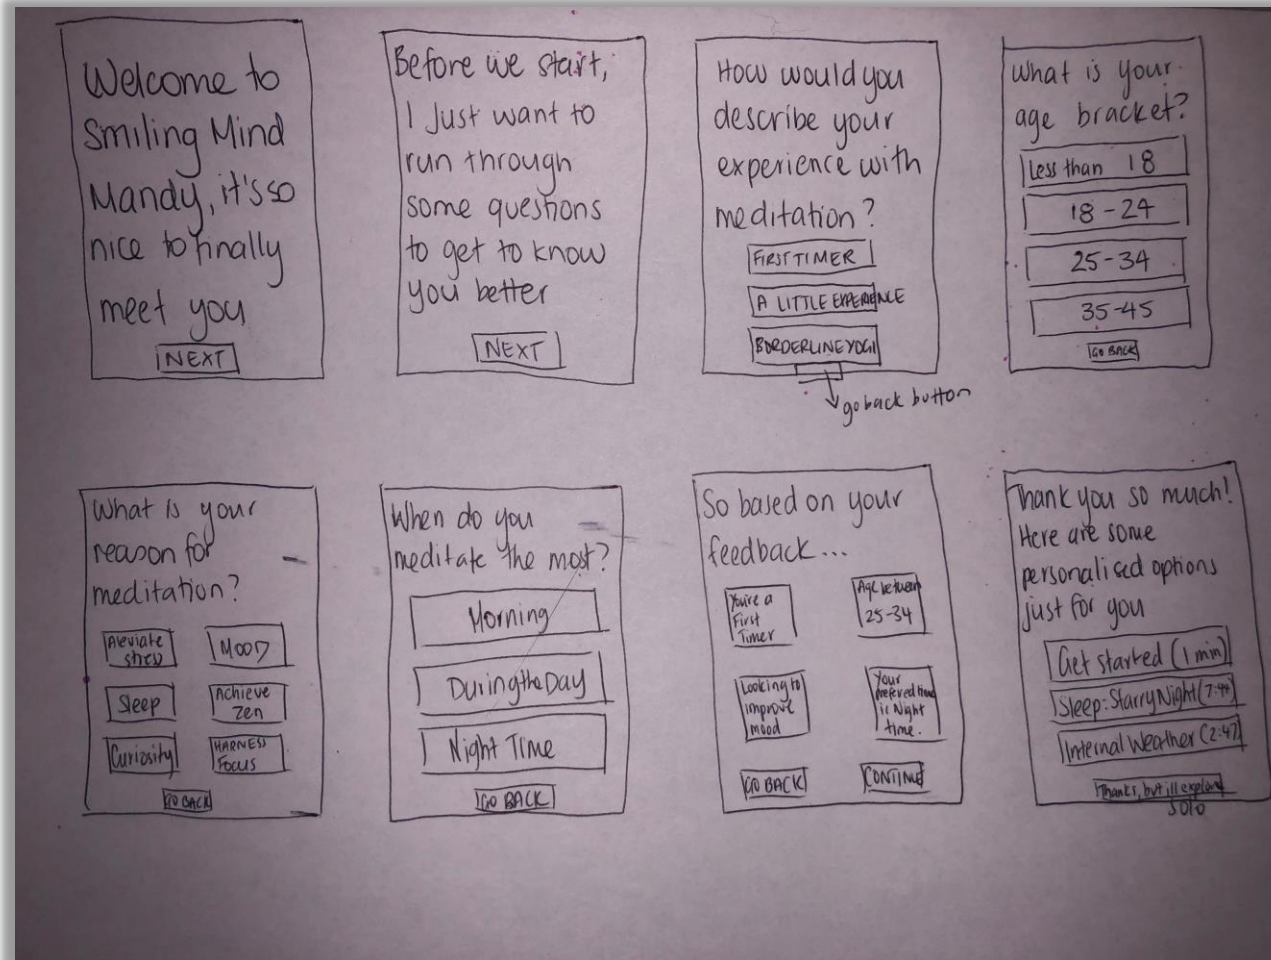 Welcome to
Smiling Mind
Mandy, it's so
nice to finally
meet you
NEXT
Before we start,
I Just want to
run through
some questions
to get to know
you better
NEXT
How would you
describe your
experience with
meditation?
FIRST TIMER
A LITTLE EXPERIENCE
BORDERLINE YOGI
go back button
What is your
age bracket?
Less than 18
18-24
25-34
35-45
GO BACK
What is your
reason for
meditation?
Aleviate
stress
MOOD
Sleep
Achieve
Zen
Curiosity
HARNESS
Focus
GO BACK
When do you
meditate the most?
Morning
During the Day
Night Time
GO BACK
So based on your
feedback...
You're a
First
Timer
Age between
25-34
Looking to
improve
mood
Your
prefered time
is Night
time.
GO BACK
CONTINUE
Thank you so much!
Here are some
personalised options
just for you
Get started (1 min)
Sleep: Starry Night (7:44)
Internal Weather (2:47)
Thanks, but ill explore
solo